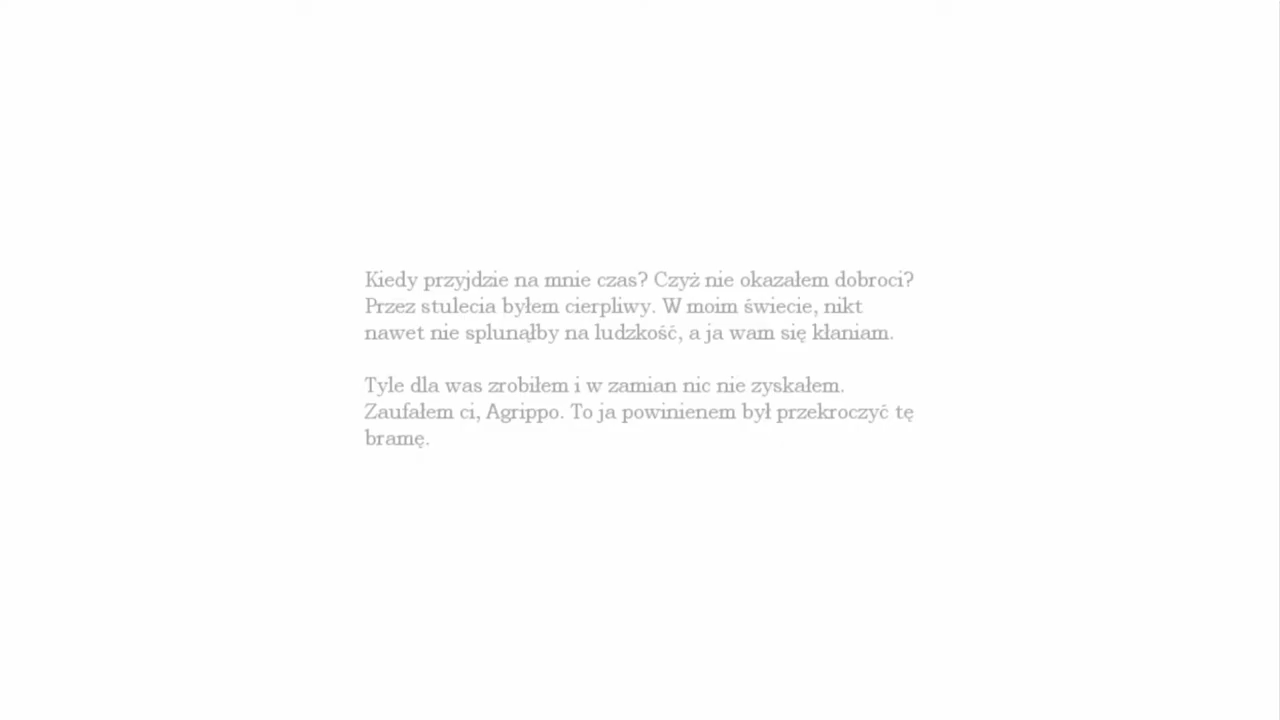 Kiedy przyjdzie na mnie czas? Czyż nie okazałem dobroci?
Przez stulecia byłem cierpliwy. W moim świecie, nikt
nawet nie splunąłby na ludzkość, a ja wam się kłaniam.
Tyle dla was zrobiłem i w zamian nic nie zyskałem.
Zaufałem ci, Agrippo. To ja powinienem był przekroczyć tę
bramę.